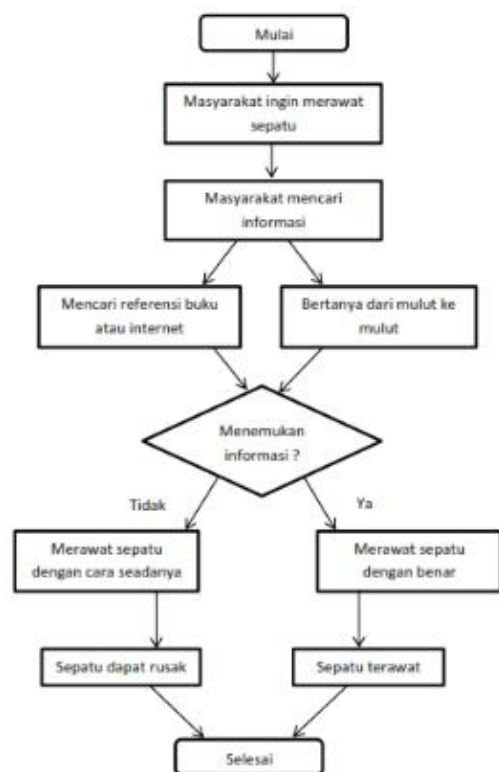 Mulai
Masyarakat ingin merawat
sepatu
Masyarakat mencari
informasi
Mencari referensi buku
atau internet
Bertanya dari mulut ke
mulut
Menemukan
informasi ?
Tidak
Ya
Merawat sepatu
dengan cara seadanya
Merawat sepatu
dengan benar
Sepatu dapat rusak
Sepatu terawat
Selesai